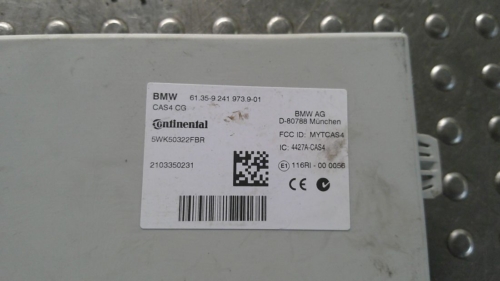 BMW 61.35-9 241 973.9-01
CAS4 CG
BMW AG
D-80788 München
Continental
FCC ID: MYTCAS4
5WK50322FBR
IC: 4427A-CAS4
2103350231
E1 116RI - 00 0056
CE